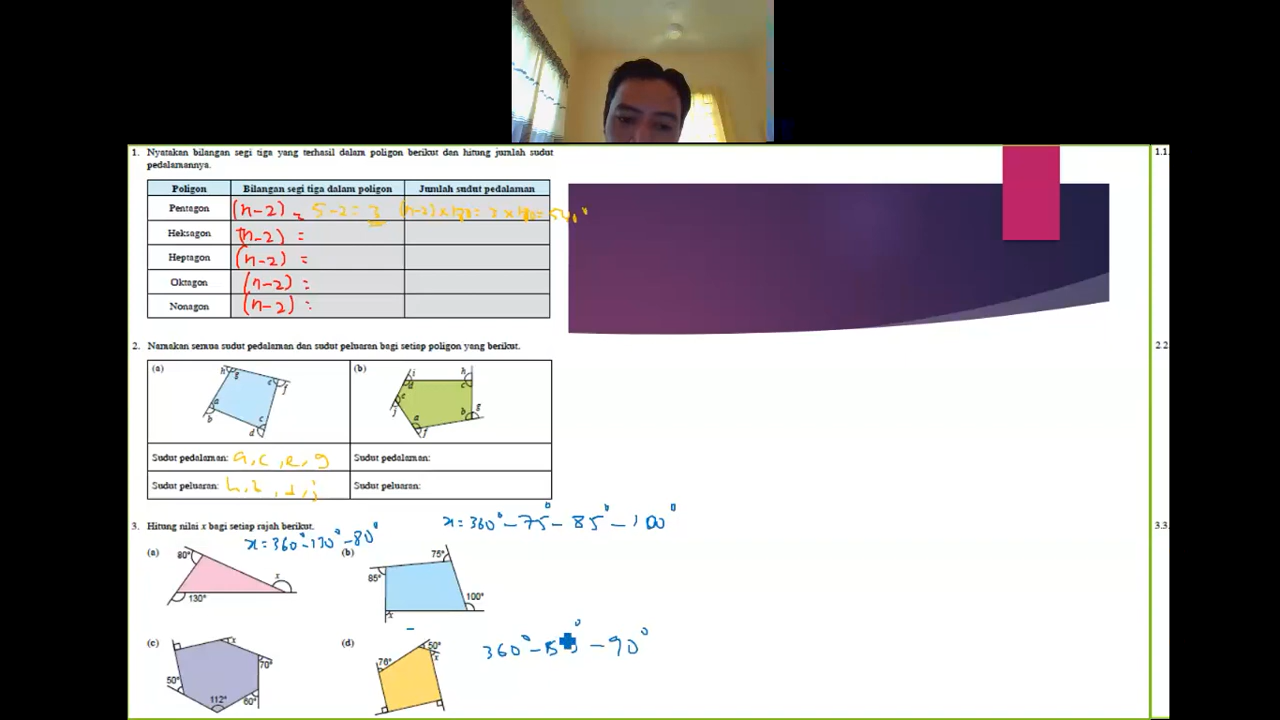 1. Nyatakan bilangan segi tiga yang terhasil dalam poligon berikut dan hitung jumlah sudut
pedalamannya.
Poligon Bilangan segi tiga dalam poligon Jumlah sudut pedalaman
Pentagon (n-2) = 5-2 = 3 (n-2) x 180 = 3 x 180 = 540°
Heksagon (n-2) =
Heptagon (n-2) =
Oktagon (n-2) :
Nonagon (n-2) :
2. Namakan semua sudut pedalaman dan sudut peluaran bagi setiap poligon yang berikut.
(a) h g e f a b c d
(b) i d h c e j a f b g
Sudut pedalaman: a, c, e, g
Sudut pedalaman:
Sudut peluaran:
Sudut peluaran:
3. Hitung nilai x bagi setiap rajah berikut.
x = 360° - 130° - 80°
x = 360° - 75° - 85° - 100°
(a) 80° x 130°
(b) 75° 85° 100° x
(c) x 70° 50° 112° 60°
(d) 50° 76° x
360° - - 90°
1.1.
2.2
3.3